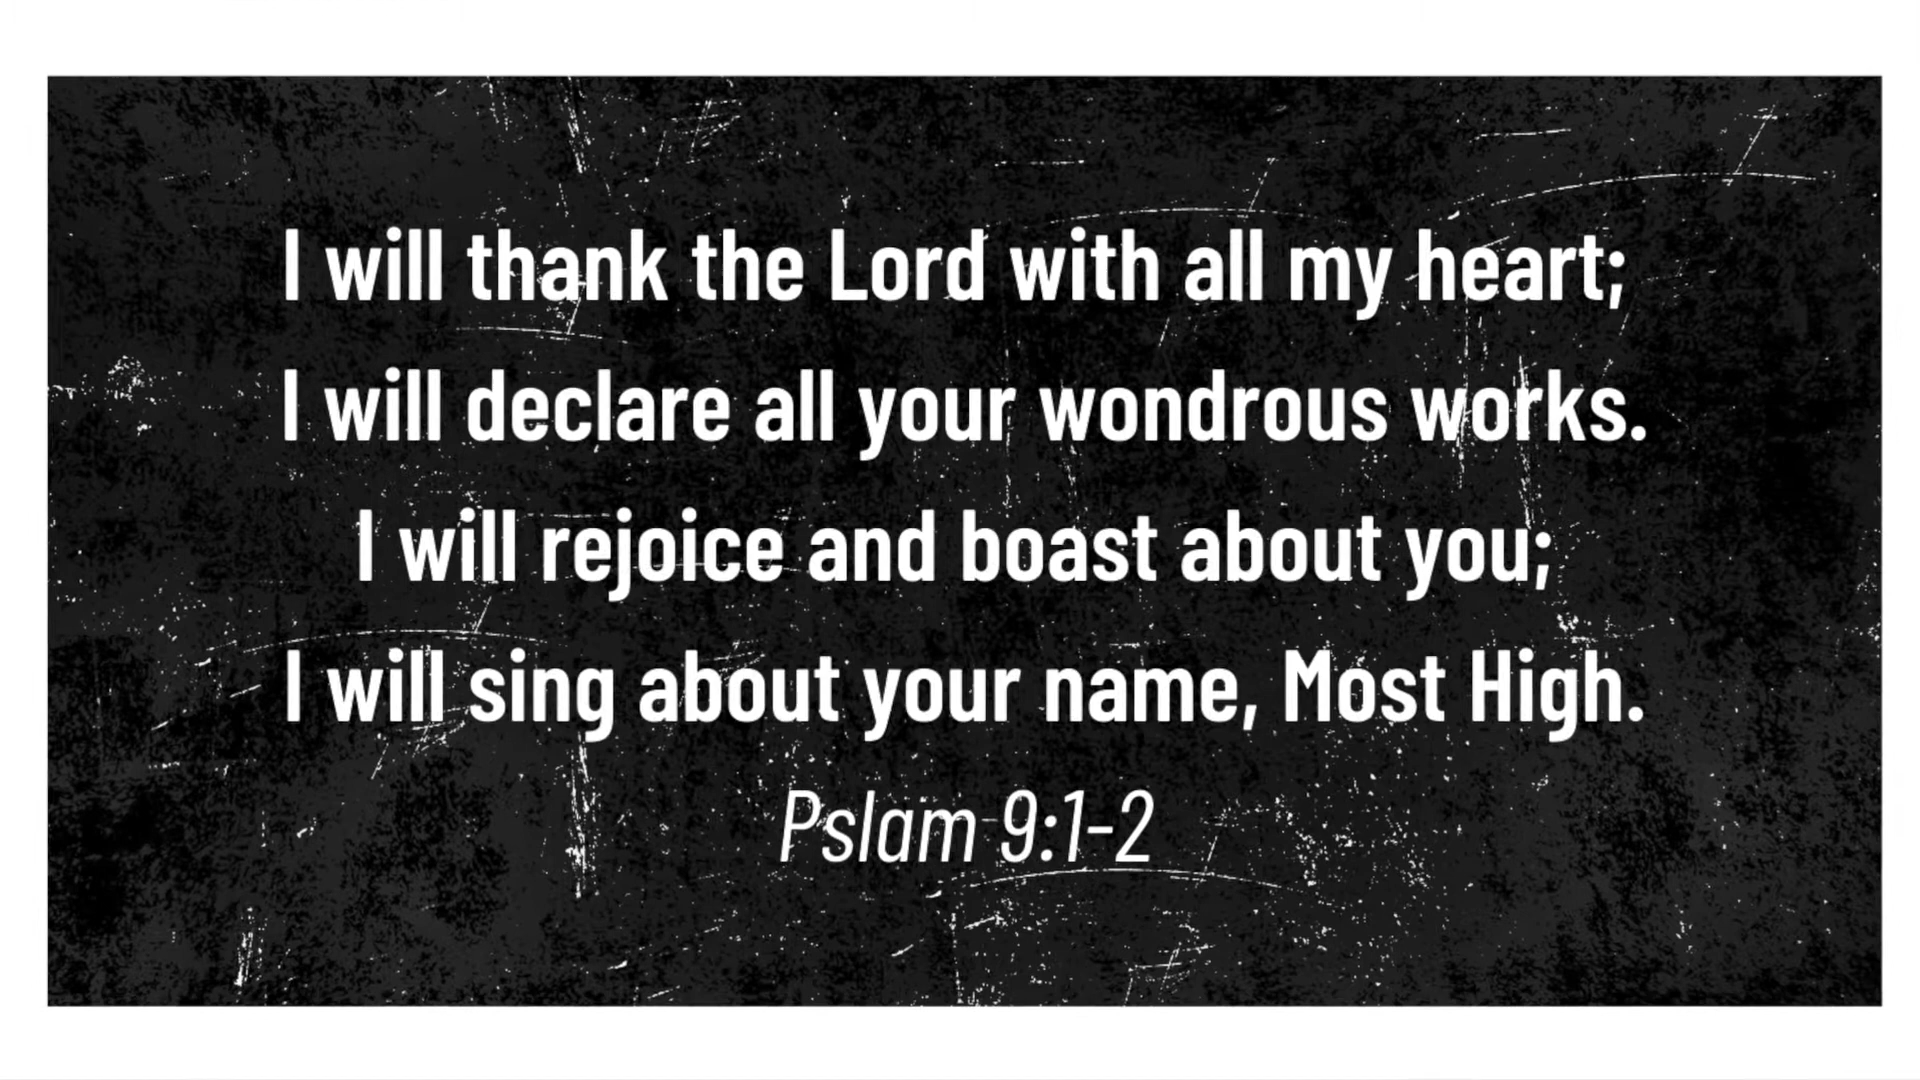 I will thank the Lord with all my heart;
I will declare all your wondrous works.
I will rejoice and boast about you;
I will sing about your name, Most High.
Pslam 9:1-2